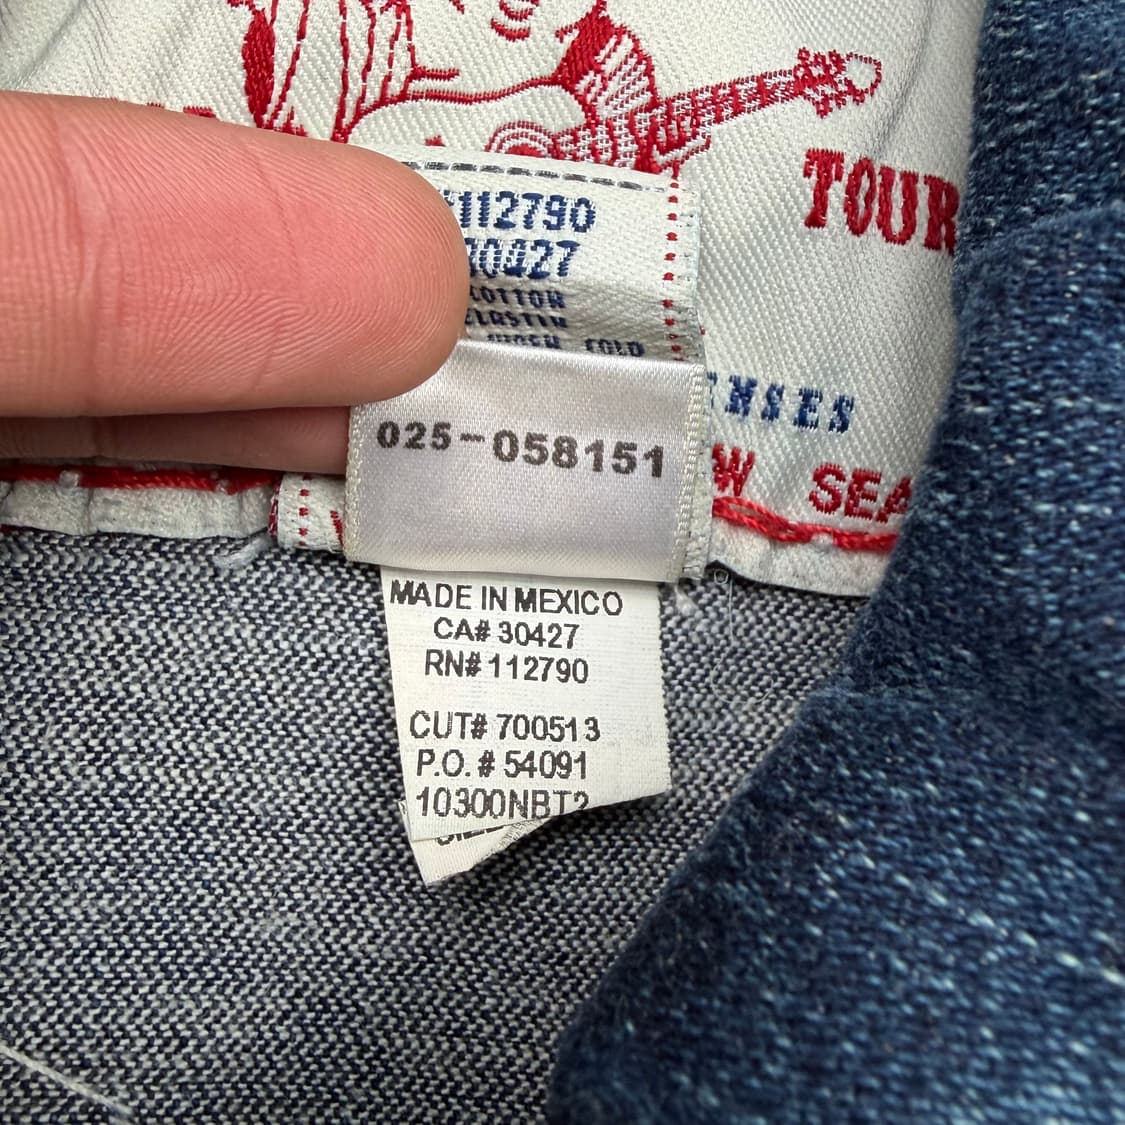 TOUR
112790
30427
COTTON
ELASTIN
COLD
025-058151
ENSES
W SEA
MADE IN MEXICO
CA# 30427
RN# 112790
CUT# 700513
P.O. # 54091
10300NBT2